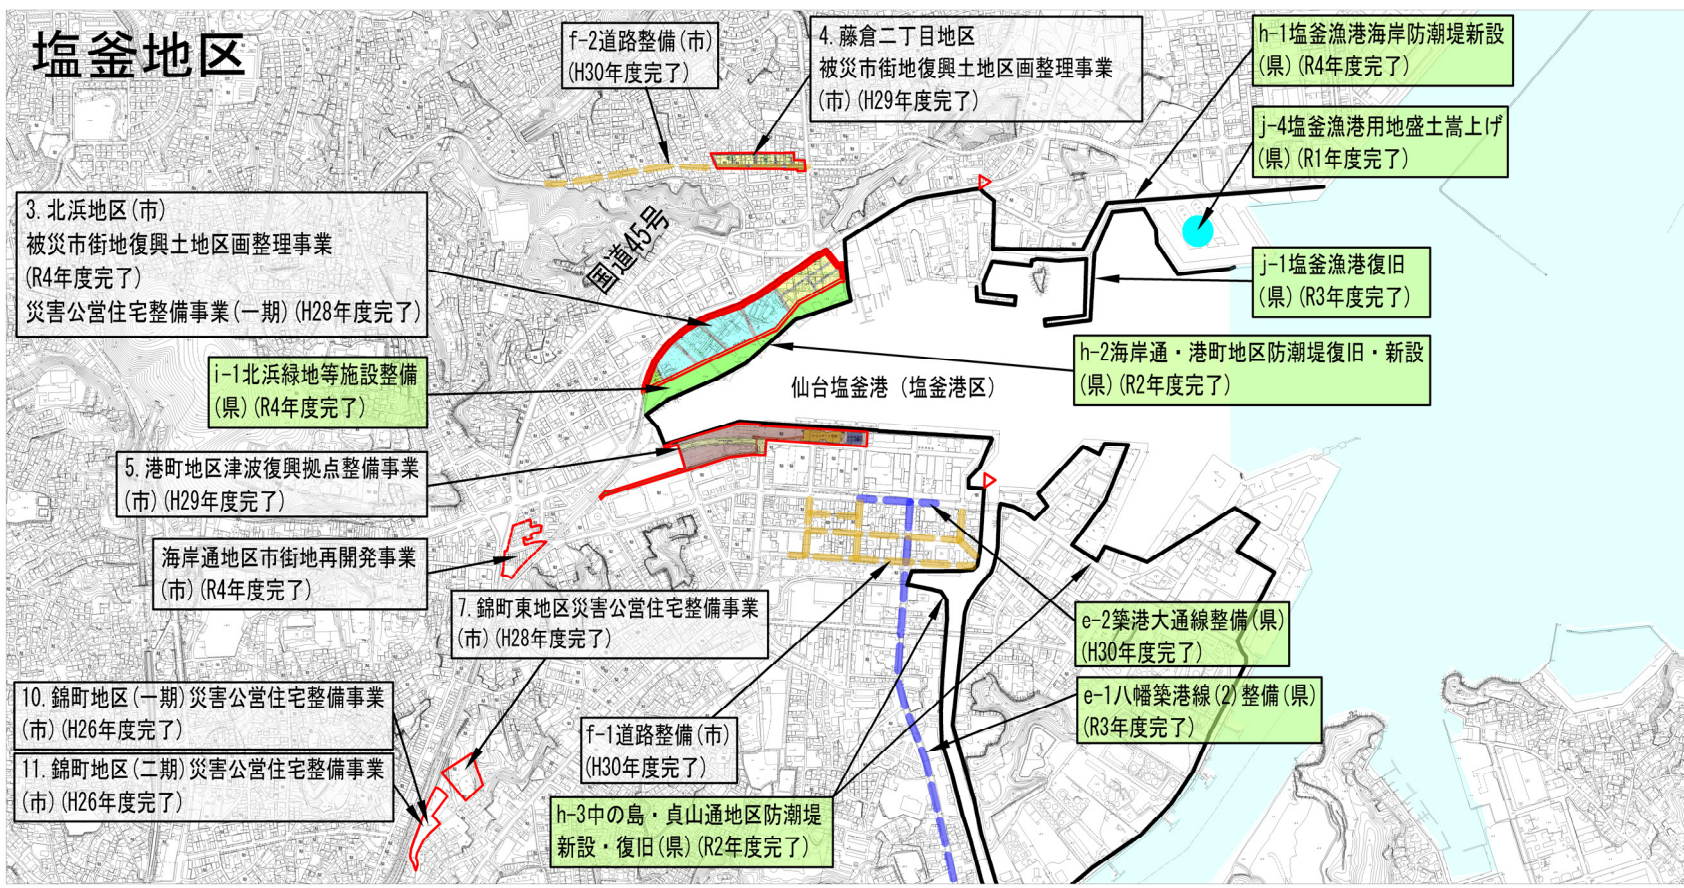 塩釜地区
f-2道路整備(市)
(H30年度完了)
4. 藤倉二丁目地区
被災市街地復興土地区画整理事業
(市)(H29年度完了)
h-1塩釜漁港海岸防潮堤新設
(県)(R4年度完了)
j-4塩釜漁港用地盛土嵩上げ
(県)(R1年度完了)
3. 北浜地区(市)
被災市街地復興土地区画整理事業
(R4年度完了)
災害公営住宅整備事業(一期)(H28年度完了)
国道45号
j-1塩釜漁港復旧
(県)(R3年度完了)
h-2海岸通・港町地区防潮堤復旧・新設
(県)(R2年度完了)
i-1北浜緑地等施設整備
(県)(R4年度完了)
仙台塩釜港（塩釜港区）
5. 港町地区津波復興拠点整備事業
(市)(H29年度完了)
海岸通地区市街地再開発事業
(市)(R4年度完了)
7. 錦町東地区災害公営住宅整備事業
(市)(H28年度完了)
e-2築港大通線整備(県)
(H30年度完了)
10. 錦町地区(一期)災害公営住宅整備事業
(市)(H26年度完了)
e-1八幡築港線(2)整備(県)
(R3年度完了)
f-1道路整備(市)
(H30年度完了)
11. 錦町地区(二期)災害公営住宅整備事業
(市)(H26年度完了)
h-3中の島・貞山通地区防潮堤
新設・復旧(県)(R2年度完了)